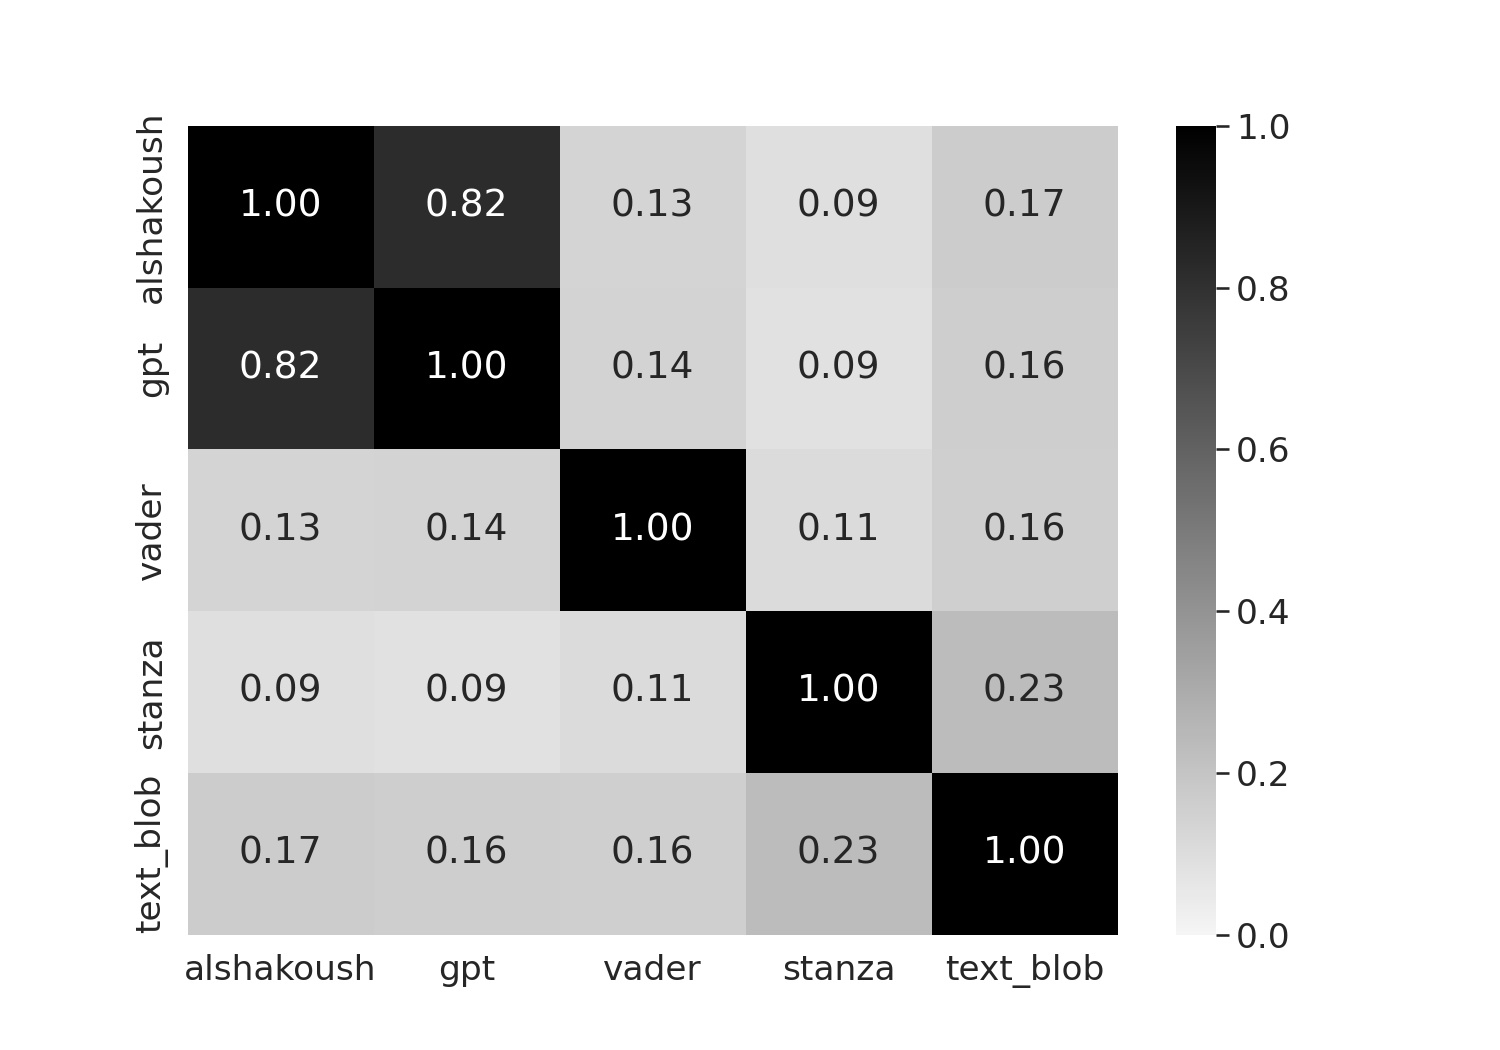 alshakoush 1.00 0.82 0.13 0.09 0.17
gpt 0.82 1.00 0.14 0.09 0.16
vader 0.13 0.14 1.00 0.11 0.16
stanza 0.09 0.09 0.11 1.00 0.23
text_blob 0.17 0.16 0.16 0.23 1.00
alshakoush gpt vader stanza text_blob
1.0
0.8
0.6
0.4
0.2
0.0